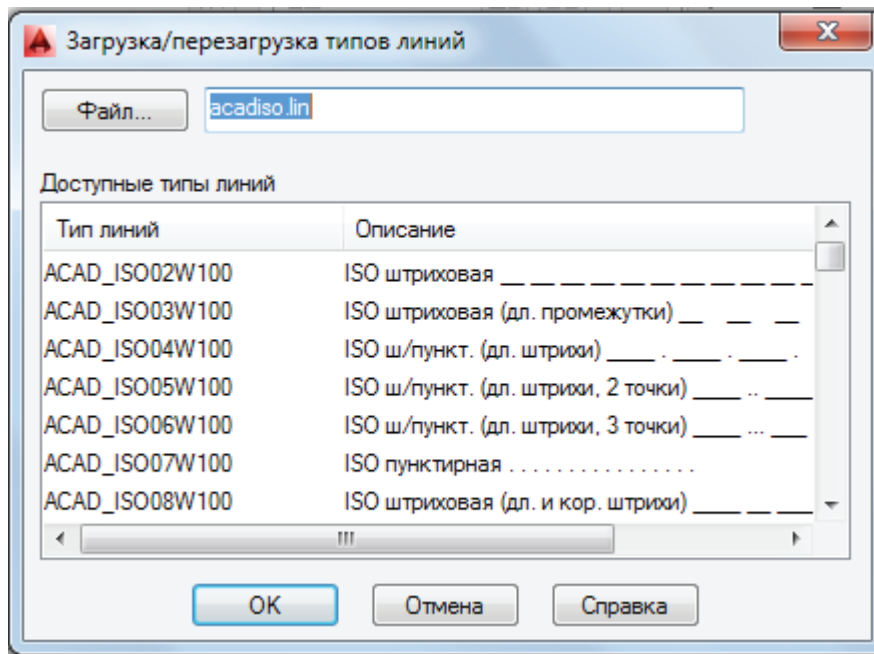 Загрузка/перезагрузка типов линий
Файл... acadiso.lin
Доступные типы линий
Тип линий Описание
ACAD_ISO02W100 ISO штриховая __ __ __ __ __ __ __ __ __ __ __
ACAD_ISO03W100 ISO штриховая (дл. промежутки) __ __ __
ACAD_ISO04W100 ISO ш/пункт. (дл. штрихи) ____ . ____ . ____ .
ACAD_ISO05W100 ISO ш/пункт. (дл. штрихи, 2 точки) ____ .. ____
ACAD_ISO06W100 ISO ш/пункт. (дл. штрихи, 3 точки) ____ ... ___
ACAD_ISO07W100 ISO пунктирная . . . . . . . . . . . . . . . .
ACAD_ISO08W100 ISO штриховая (дл. и кор. штрихи) ____ __ ___
OK Отмена Справка